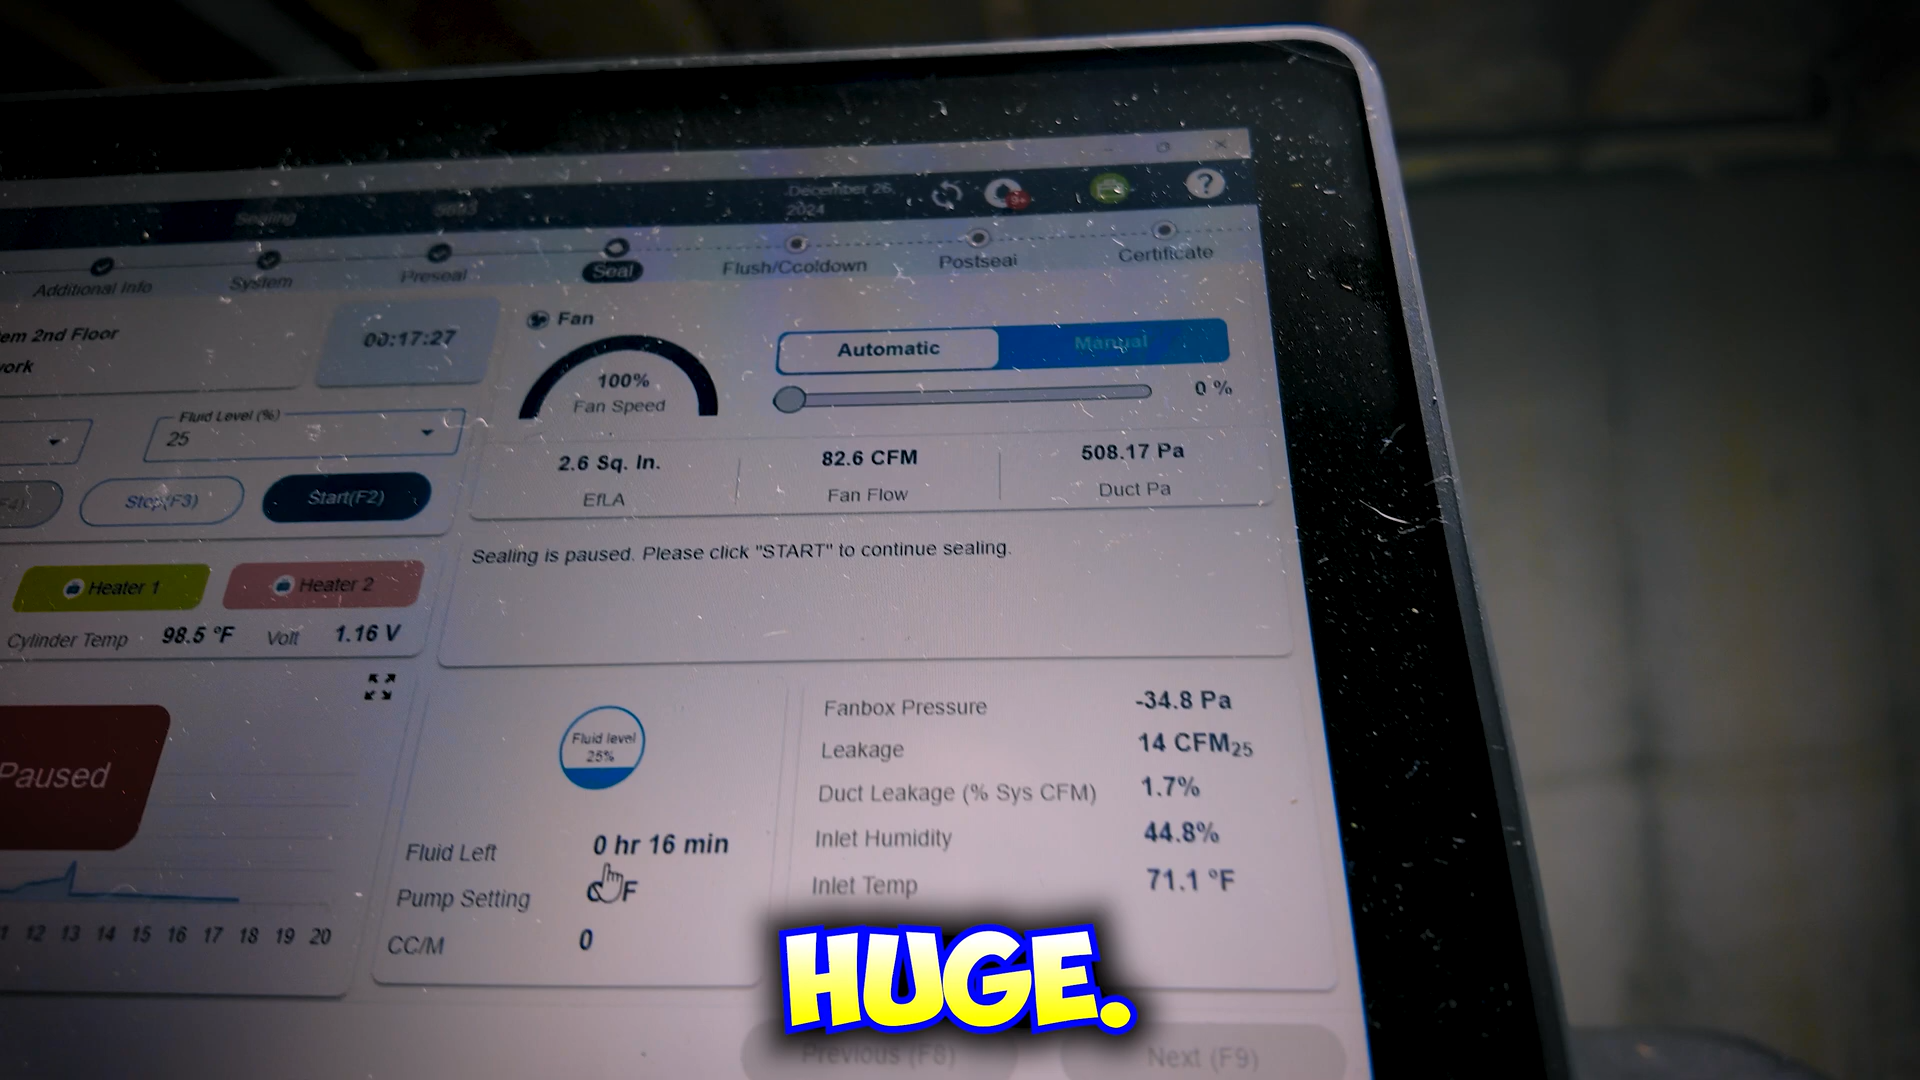 December 26,
2024
9+
?
Sealing
Additional Info
System
Preseal
Seal
Flush/Cooldown
Postseal
Certificate
em 2nd Floor
work
00:17:27
Fan
100%
Fan Speed
Automatic
Manual
0 %
Fluid Level (%)
25
2.6 Sq. In.
EfLA
82.6 CFM
Fan Flow
508.17 Pa
Duct Pa
F4)
Stop(F3)
Start(F2)
Sealing is paused. Please click "START" to continue sealing.
Heater 1
Heater 2
Cylinder Temp 98.5 °F Volt 1.16 V
Paused
12 13 14 15 16 17 18 19 20
Fluid level
25%
Fluid Left 0 hr 16 min
Pump Setting
CC/M 0
Fanbox Pressure -34.8 Pa
Leakage 14 CFM25
Duct Leakage (% Sys CFM) 1.7%
Inlet Humidity 44.8%
Inlet Temp 71.1 °F
HUGE.
Previous (F8)
Next (F9)